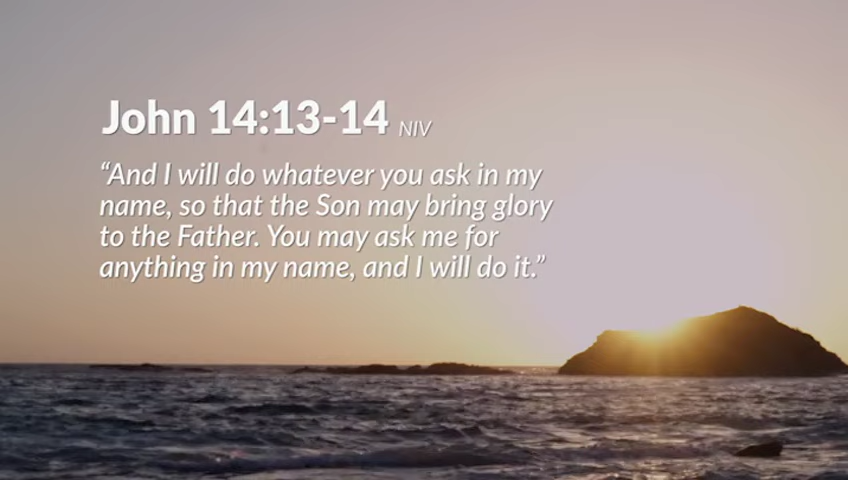 John 14:13-14 NIV
“And I will do whatever you ask in my
name, so that the Son may bring glory
to the Father. You may ask me for
anything in my name, and I will do it.”